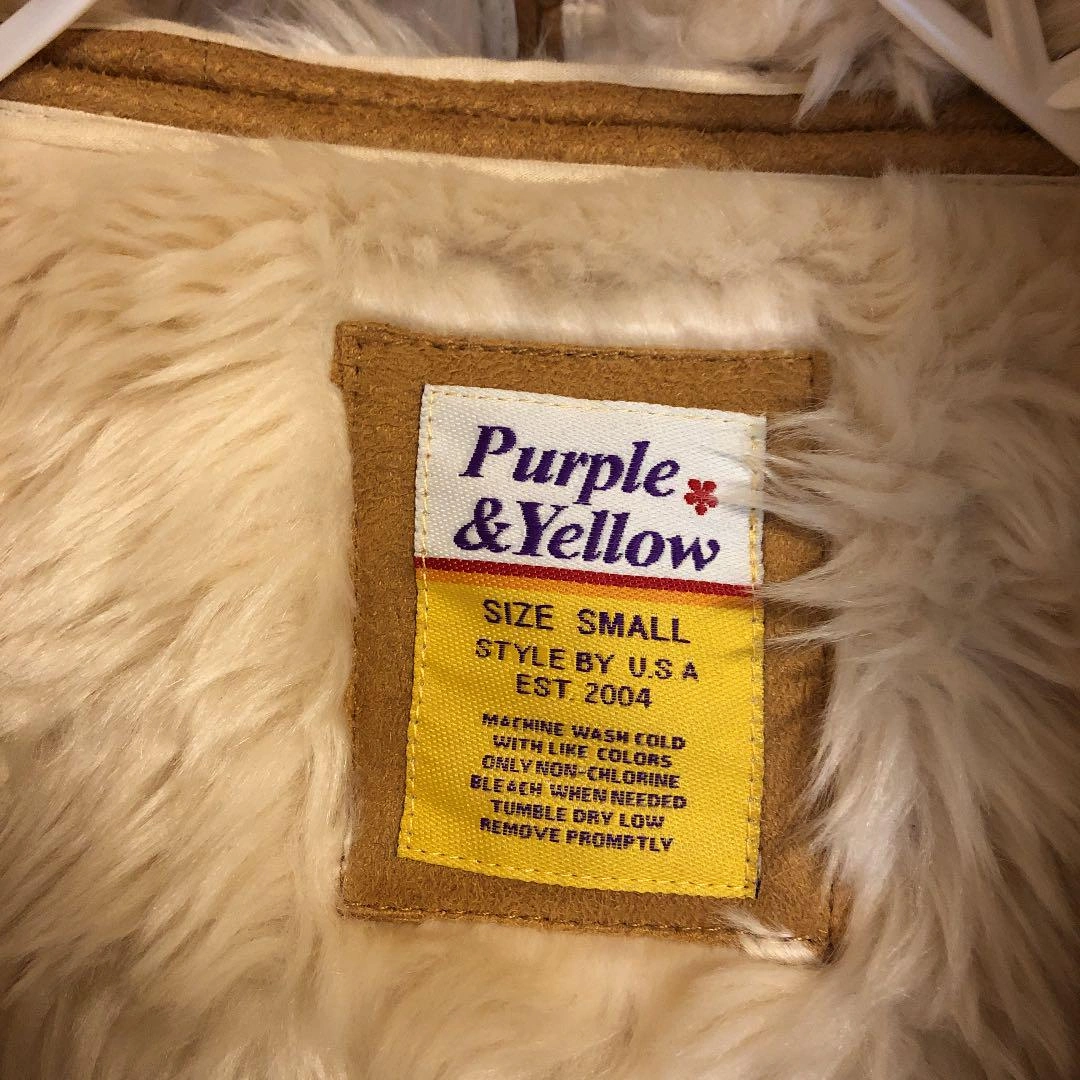 Purple
&Yellow
SIZE SMALL
STYLE BY U.S A
EST. 2004
MACHINE WASH COLD
WITH LIKE COLORS
ONLY NON-CHLORINE
BLEACH WHEN NEEDED
TUMBLE DRY LOW
REMOVE PROMPTLY